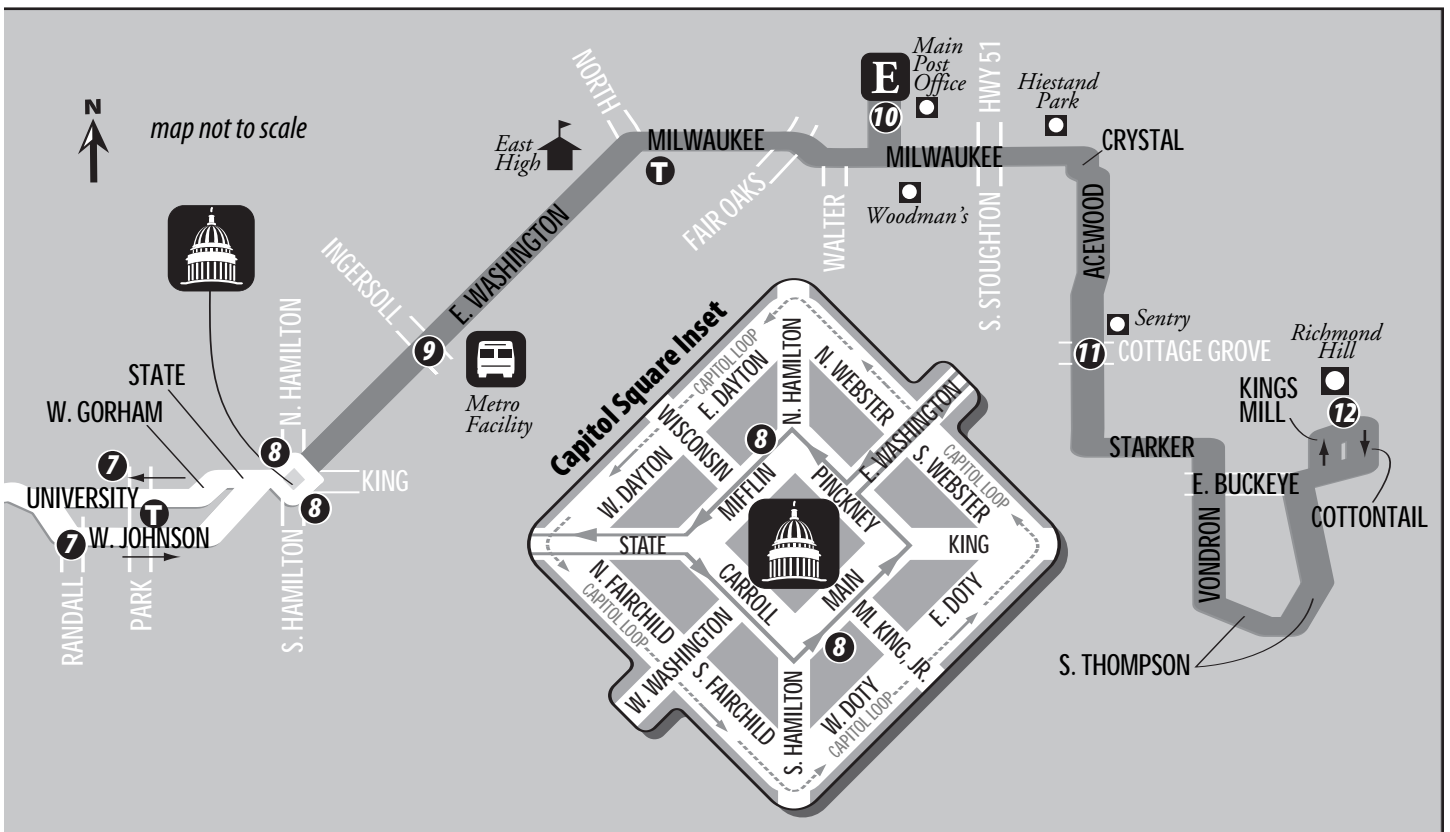 N
map not to scale
NORTH
East
High
MILWAUKEE
T
E
10
Main
Post
Office
HWY 51
Hiestand
Park
CRYSTAL
MILWAUKEE
FAIR OAKS
WALTER
Woodman's
S. STOUGHTON
ACEWOOD
INGERSOLL
E. WASHINGTON
9
Metro
Facility
Sentry
11
COTTAGE GROVE
Richmond
Hill
KINGS
MILL
12
STARKER
E. BUCKEYE
COTTONTAIL
VONDRON
S. THOMPSON
STATE
W. GORHAM
N. HAMILTON
8
7
UNIVERSITY
T
KING
8
7
W. JOHNSON
RANDALL
PARK
S. HAMILTON
Capitol Square Inset
CAPITOL LOOP
E. DAYTON
N. HAMILTON
N. WEBSTER
WISCONSIN
8
E. WASHINGTON
W. DAYTON
MIFFLIN
PINCKNEY
S. WEBSTER
CAPITOL LOOP
STATE
KING
N. FAIRCHILD
CAPITOL LOOP
CARROLL
MAIN
E. DOTY
ML KING, JR.
8
W. WASHINGTON
S. FAIRCHILD
S. HAMILTON
W. DOTY
CAPITOL LOOP